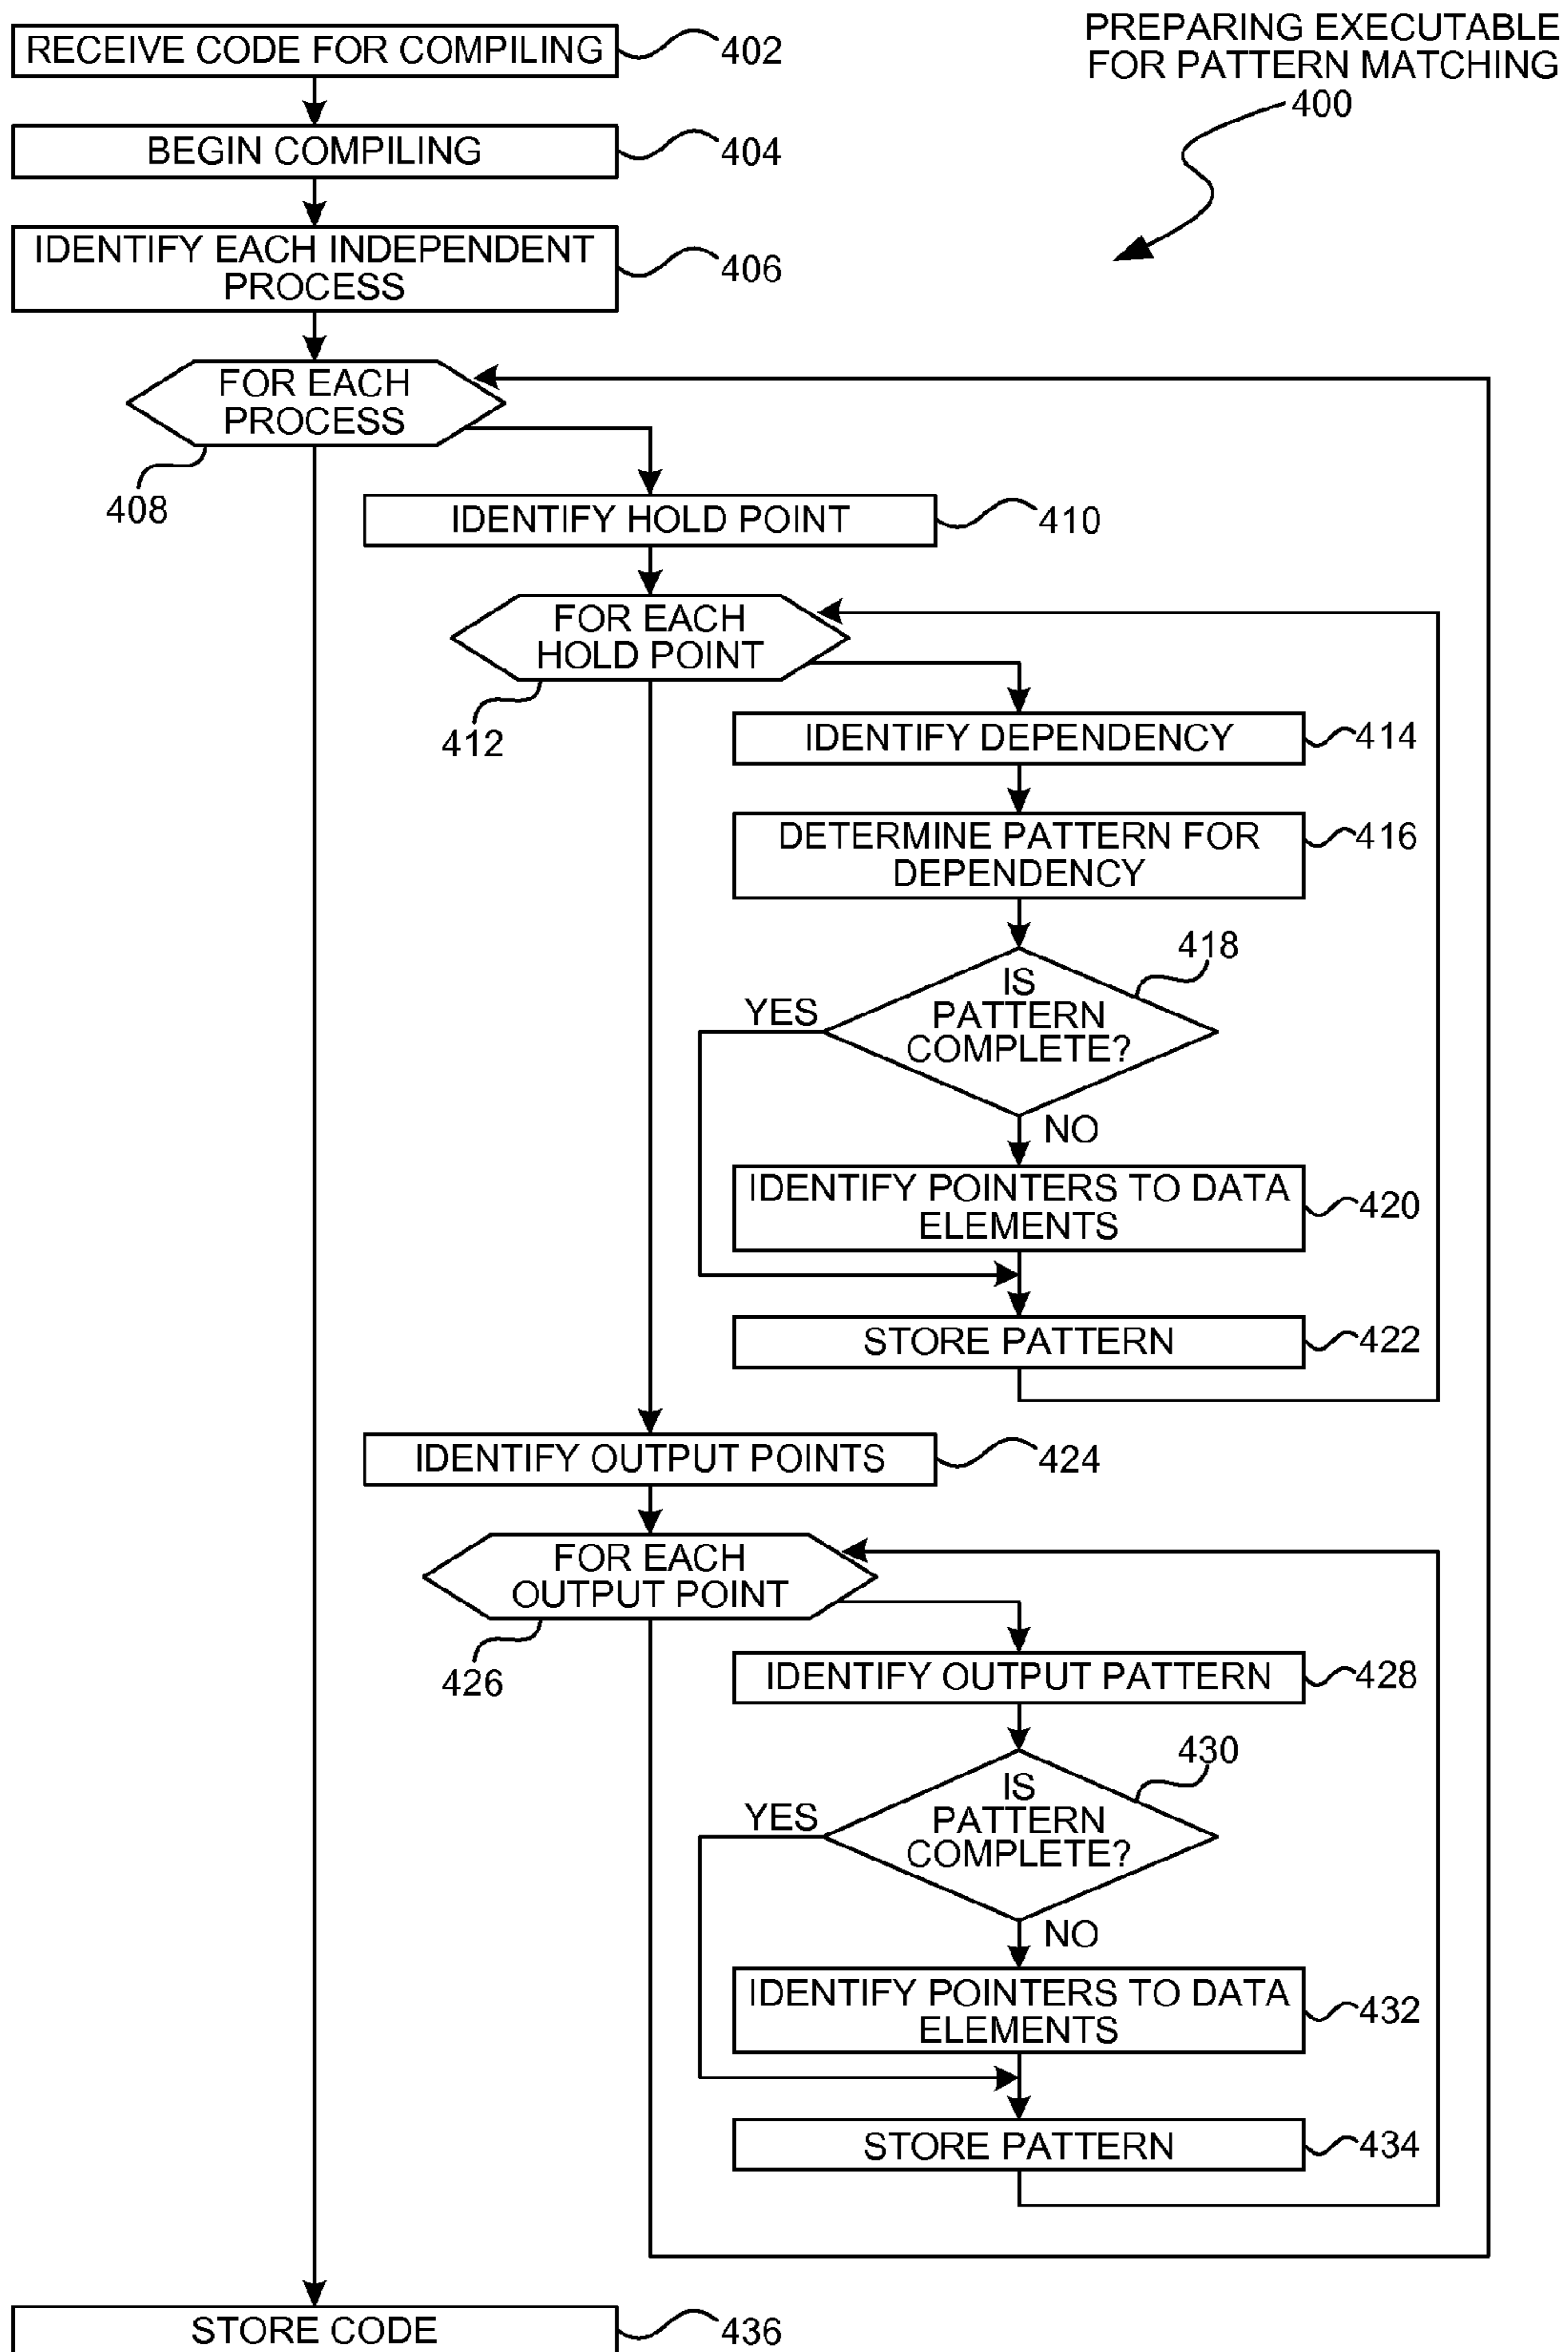 PREPARING EXECUTABLE
FOR PATTERN MATCHING
400
RECEIVE CODE FOR COMPILING
402
BEGIN COMPILING
404
IDENTIFY EACH INDEPENDENT
PROCESS
406
FOR EACH
PROCESS
408
IDENTIFY HOLD POINT
410
FOR EACH
HOLD POINT
412
IDENTIFY DEPENDENCY
414
DETERMINE PATTERN FOR
DEPENDENCY
416
418
IS
PATTERN
COMPLETE?
YES
NO
IDENTIFY POINTERS TO DATA
ELEMENTS
420
STORE PATTERN
422
IDENTIFY OUTPUT POINTS
424
FOR EACH
OUTPUT POINT
426
IDENTIFY OUTPUT PATTERN
428
430
IS
PATTERN
COMPLETE?
YES
NO
IDENTIFY POINTERS TO DATA
ELEMENTS
432
STORE PATTERN
434
STORE CODE
436